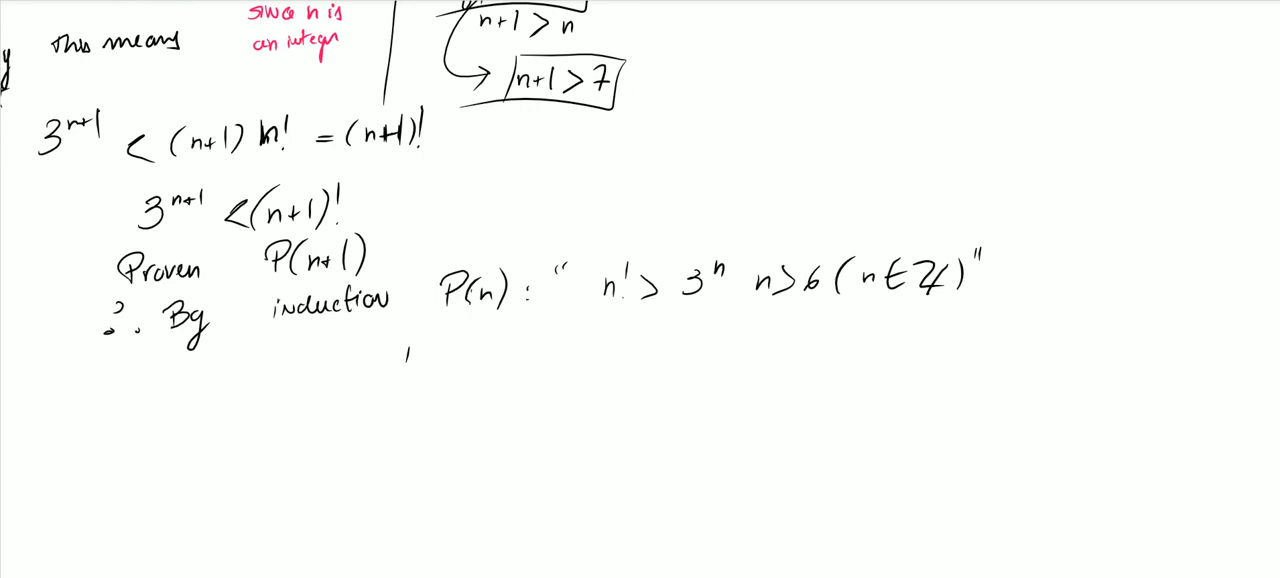 since n is
an integr
this means
n+1 > n
n+1 > 7
3^{n+1} < (n+1) n! = (n+1)!
3^{n+1} < (n+1)!
Proven P(n+1)
∴ By induction P(n) : " n! > 3^n n>6 (n∈ℤ) "